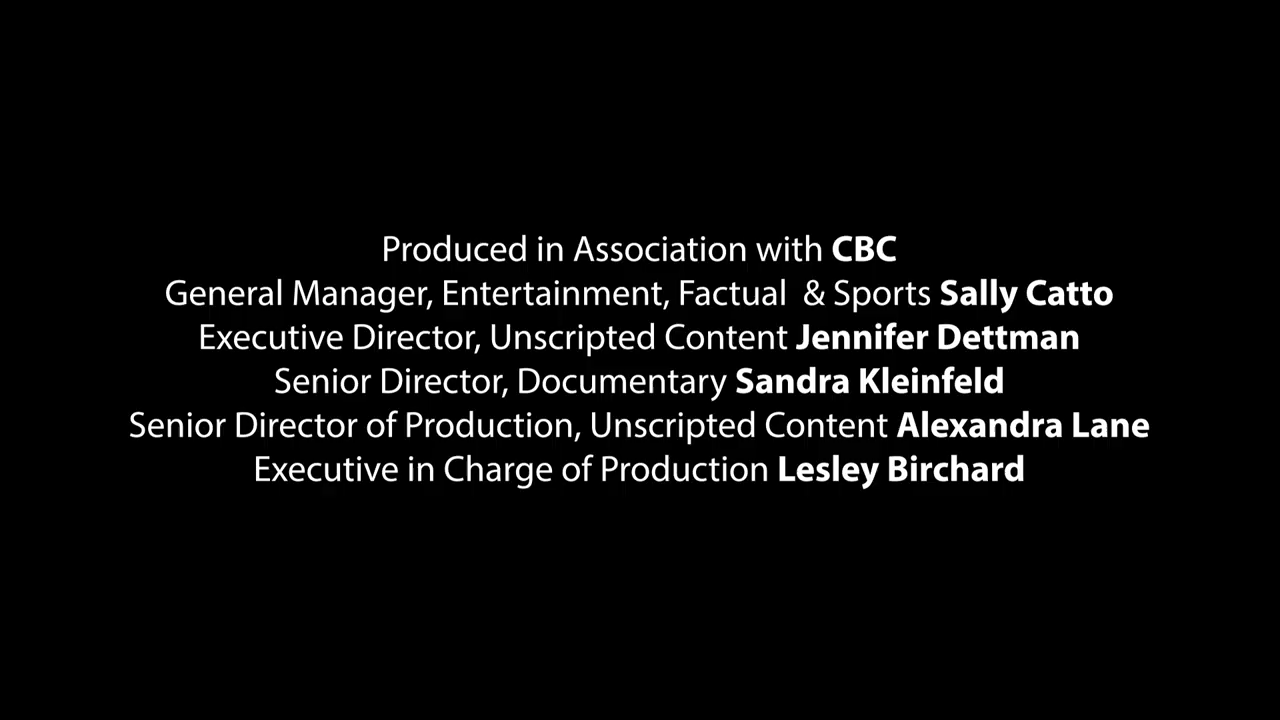 Produced in Association with CBC
General Manager, Entertainment, Factual & Sports Sally Catto
Executive Director, Unscripted Content Jennifer Dettman
Senior Director, Documentary Sandra Kleinfeld
Senior Director of Production, Unscripted Content Alexandra Lane
Executive in Charge of Production Lesley Birchard